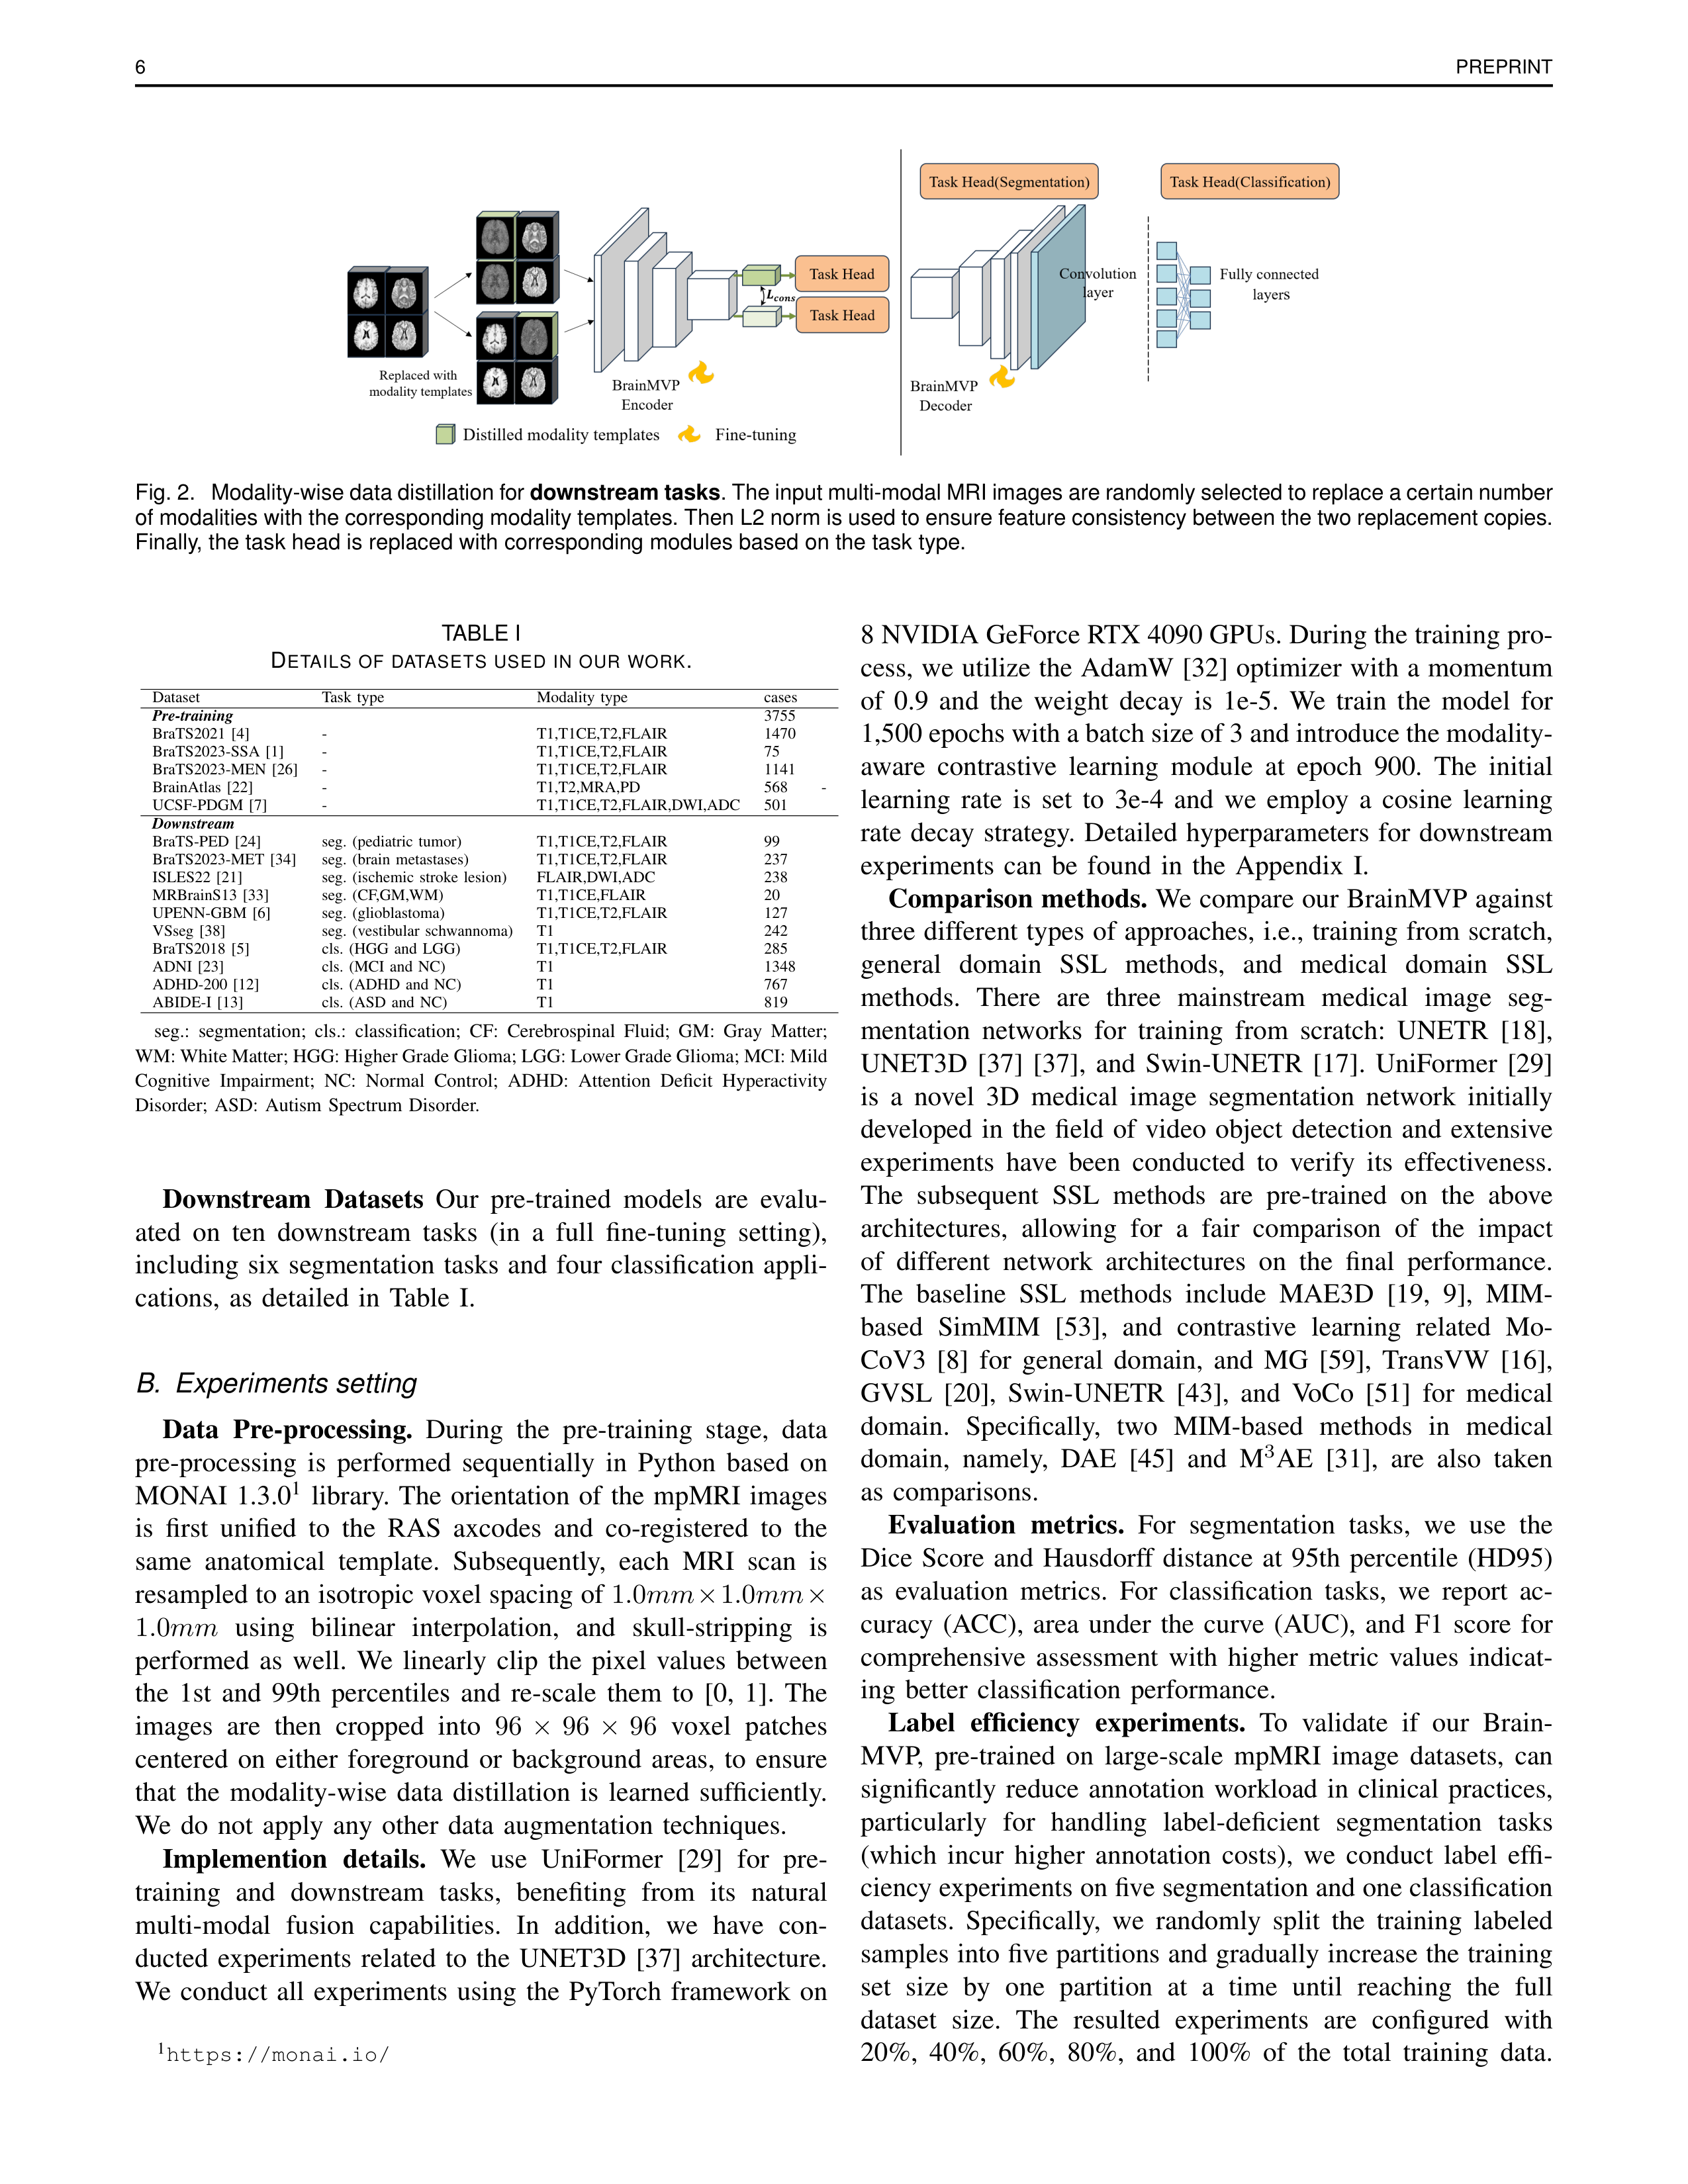 6
PREPRINT
Task Head(Segmentation)
Task Head(Classification)
Task Head
L_cons
Task Head
Replaced with
modality templates
BrainMVP
Encoder
Convolution
layer
Fully connected
layers
BrainMVP
Decoder
Distilled modality templates
Fine-tuning
Fig. 2. Modality-wise data distillation for downstream tasks. The input multi-modal MRI images are randomly selected to replace a certain number
of modalities with the corresponding modality templates. Then L2 norm is used to ensure feature consistency between the two replacement copies.
Finally, the task head is replaced with corresponding modules based on the task type.
TABLE I
DETAILS OF DATASETS USED IN OUR WORK.
Dataset Task type Modality type cases
Pre-training 3755
BraTS2021 [4] - T1,T1CE,T2,FLAIR 1470
BraTS2023-SSA [1] - T1,T1CE,T2,FLAIR 75
BraTS2023-MEN [26] - T1,T1CE,T2,FLAIR 1141
BrainAtlas [22] - T1,T2,MRA,PD 568 -
UCSF-PDGM [7] - T1,T1CE,T2,FLAIR,DWI,ADC 501
Downstream
BraTS-PED [24] seg. (pediatric tumor) T1,T1CE,T2,FLAIR 99
BraTS2023-MET [34] seg. (brain metastases) T1,T1CE,T2,FLAIR 237
ISLES22 [21] seg. (ischemic stroke lesion) FLAIR,DWI,ADC 238
MRBrainS13 [33] seg. (CF,GM,WM) T1,T1CE,FLAIR 20
UPENN-GBM [6] seg. (glioblastoma) T1,T1CE,T2,FLAIR 127
VSseg [38] seg. (vestibular schwannoma) T1 242
BraTS2018 [5] cls. (HGG and LGG) T1,T1CE,T2,FLAIR 285
ADNI [23] cls. (MCI and NC) T1 1348
ADHD-200 [12] cls. (ADHD and NC) T1 767
ABIDE-I [13] cls. (ASD and NC) T1 819
seg.: segmentation; cls.: classification; CF: Cerebrospinal Fluid; GM: Gray Matter;
WM: White Matter; HGG: Higher Grade Glioma; LGG: Lower Grade Glioma; MCI: Mild
Cognitive Impairment; NC: Normal Control; ADHD: Attention Deficit Hyperactivity
Disorder; ASD: Autism Spectrum Disorder.
Downstream Datasets Our pre-trained models are evalu-
ated on ten downstream tasks (in a full fine-tuning setting),
including six segmentation tasks and four classification appli-
cations, as detailed in Table I.
B. Experiments setting
Data Pre-processing. During the pre-training stage, data
pre-processing is performed sequentially in Python based on
MONAI 1.3.0¹ library. The orientation of the mpMRI images
is first unified to the RAS axcodes and co-registered to the
same anatomical template. Subsequently, each MRI scan is
resampled to an isotropic voxel spacing of 1.0mm×1.0mm×
1.0mm using bilinear interpolation, and skull-stripping is
performed as well. We linearly clip the pixel values between
the 1st and 99th percentiles and re-scale them to [0, 1]. The
images are then cropped into 96 × 96 × 96 voxel patches
centered on either foreground or background areas, to ensure
that the modality-wise data distillation is learned sufficiently.
We do not apply any other data augmentation techniques.
Implemention details. We use UniFormer [29] for pre-
training and downstream tasks, benefiting from its natural
multi-modal fusion capabilities. In addition, we have con-
ducted experiments related to the UNET3D [37] architecture.
We conduct all experiments using the PyTorch framework on
¹https://monai.io/
8 NVIDIA GeForce RTX 4090 GPUs. During the training pro-
cess, we utilize the AdamW [32] optimizer with a momentum
of 0.9 and the weight decay is 1e-5. We train the model for
1,500 epochs with a batch size of 3 and introduce the modality-
aware contrastive learning module at epoch 900. The initial
learning rate is set to 3e-4 and we employ a cosine learning
rate decay strategy. Detailed hyperparameters for downstream
experiments can be found in the Appendix I.
Comparison methods. We compare our BrainMVP against
three different types of approaches, i.e., training from scratch,
general domain SSL methods, and medical domain SSL
methods. There are three mainstream medical image seg-
mentation networks for training from scratch: UNETR [18],
UNET3D [37] [37], and Swin-UNETR [17]. UniFormer [29]
is a novel 3D medical image segmentation network initially
developed in the field of video object detection and extensive
experiments have been conducted to verify its effectiveness.
The subsequent SSL methods are pre-trained on the above
architectures, allowing for a fair comparison of the impact
of different network architectures on the final performance.
The baseline SSL methods include MAE3D [19, 9], MIM-
based SimMIM [53], and contrastive learning related Mo-
CoV3 [8] for general domain, and MG [59], TransVW [16],
GVSL [20], Swin-UNETR [43], and VoCo [51] for medical
domain. Specifically, two MIM-based methods in medical
domain, namely, DAE [45] and M³AE [31], are also taken
as comparisons.
Evaluation metrics. For segmentation tasks, we use the
Dice Score and Hausdorff distance at 95th percentile (HD95)
as evaluation metrics. For classification tasks, we report ac-
curacy (ACC), area under the curve (AUC), and F1 score for
comprehensive assessment with higher metric values indicat-
ing better classification performance.
Label efficiency experiments. To validate if our Brain-
MVP, pre-trained on large-scale mpMRI image datasets, can
significantly reduce annotation workload in clinical practices,
particularly for handling label-deficient segmentation tasks
(which incur higher annotation costs), we conduct label effi-
ciency experiments on five segmentation and one classification
datasets. Specifically, we randomly split the training labeled
samples into five partitions and gradually increase the training
set size by one partition at a time until reaching the full
dataset size. The resulted experiments are configured with
20%, 40%, 60%, 80%, and 100% of the total training data.